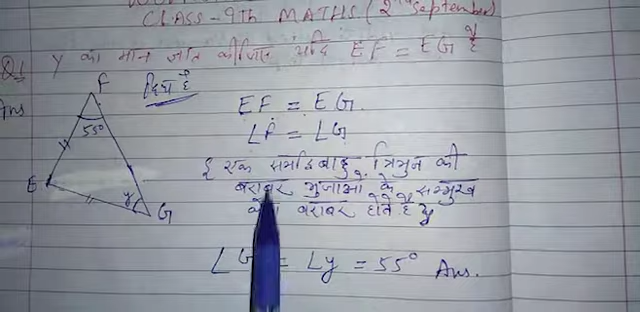 CLASS-9th MATHS (2nd September)
Q1 y का मान ज्ञात कीजिए यदि EF = EG है
Ans
दिया है
F
55°
E
y
G
EF = EG
∠F = ∠G
{ एक समद्विबाहु त्रिभुज की
बराबर भुजाओं के सम्मुख
बराबर होते है }
= ∠y = 55° Ans.